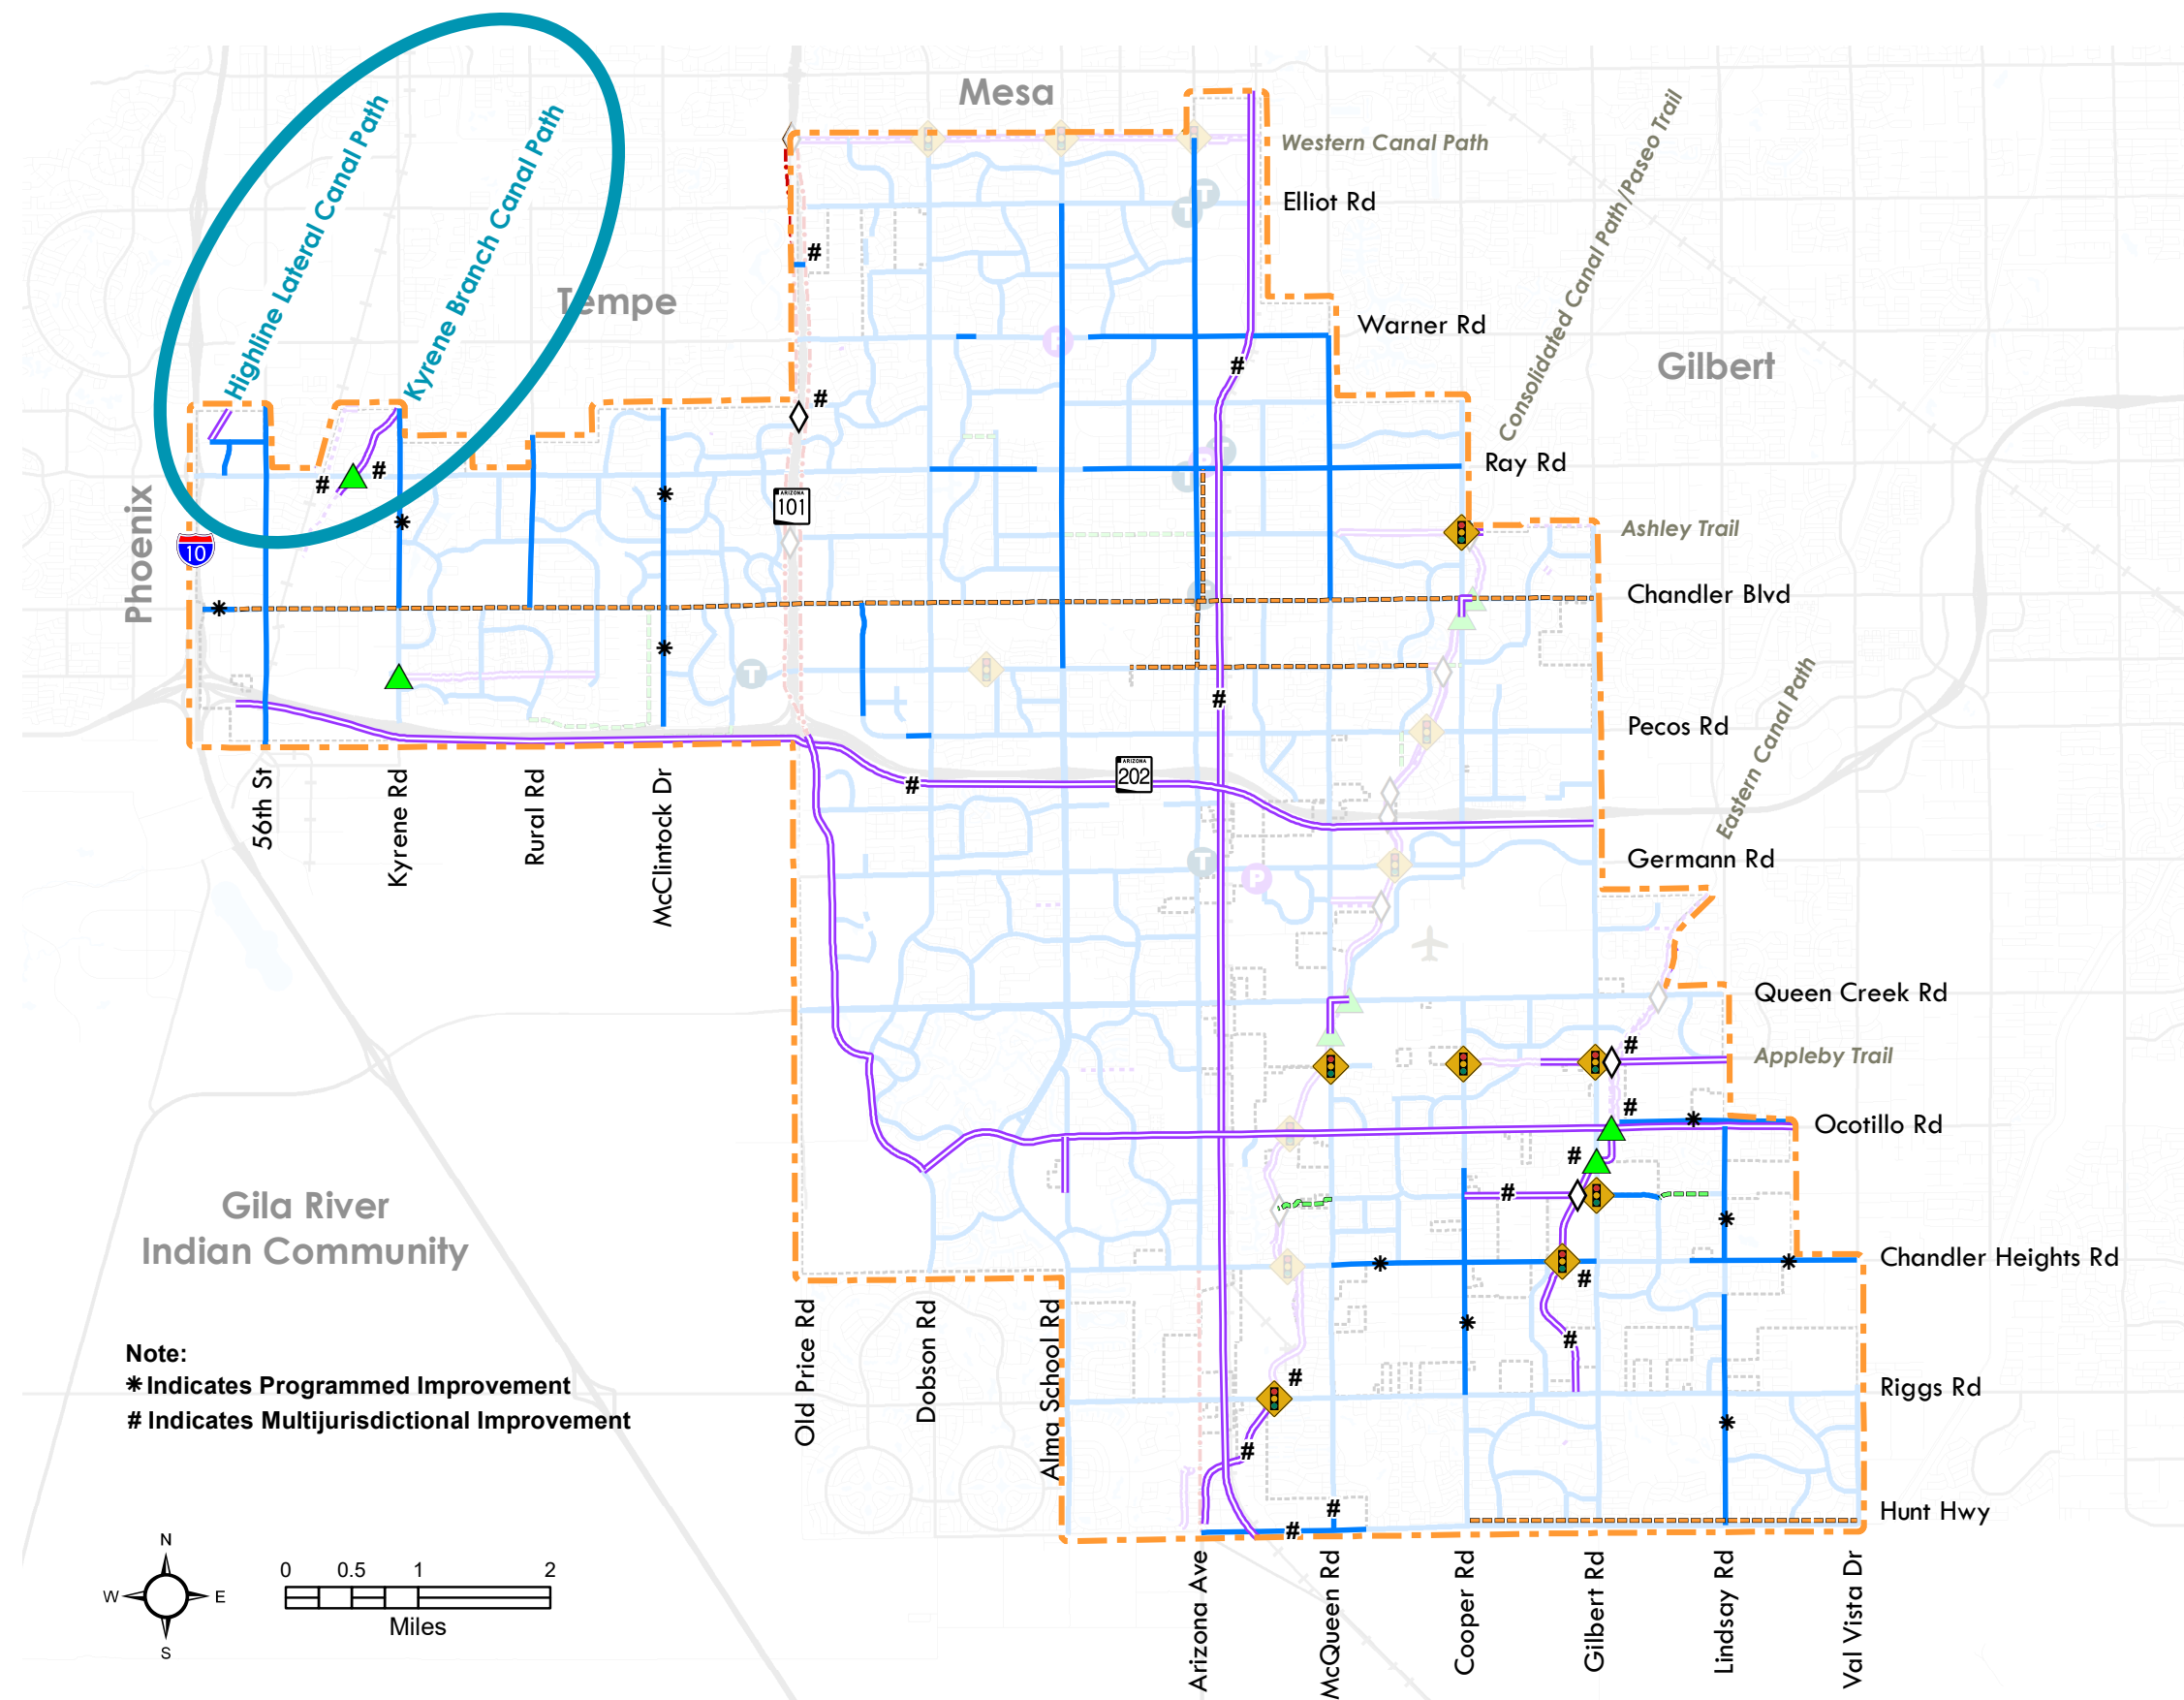 Mesa
Highline Lateral Canal Path
Kyrene Branch Canal Path
Western Canal Path
Consolidated Canal Path/Paseo Trail
Elliot Rd
T
T
#
Tempe
P
Warner Rd
#
Gilbert
#
T
P
T
Ray Rd
#
#
ARIZONA
101
*
*
Phoenix
10
Ashley Trail
Chandler Blvd
*
T
*
T
#
Pecos Rd
Eastern Canal Path
56th St
Kyrene Rd
Rural Rd
McClintock Dr
#
ARIZONA
202
T
P
Germann Rd
Queen Creek Rd
#
Appleby Trail
#
*
Ocotillo Rd
#
#
*
Gila River
Indian Community
*
#
*
Chandler Heights Rd
Old Price Rd
Dobson Rd
Alma School Rd
*
#
Note:
* Indicates Programmed Improvement
# Indicates Multijurisdictional Improvement
#
Riggs Rd
*
#
#
#
Hunt Hwy
N
W
E
S
0 0.5 1 2
Miles
Arizona Ave
McQueen Rd
Cooper Rd
Gilbert Rd
Lindsay Rd
Val Vista Dr